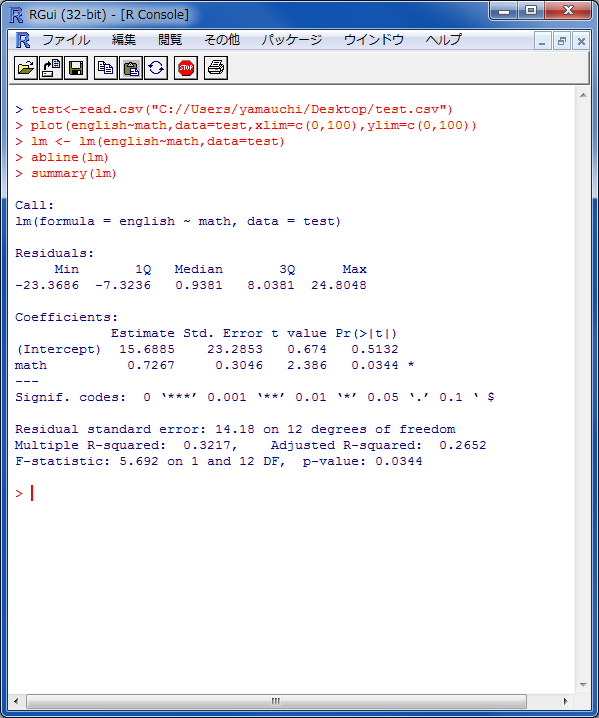 RGui (32-bit) - [R Console]
ファイル 編集 閲覧 その他 パッケージ ウインドウ ヘルプ
STOP
> test<-read.csv("C://Users/yamauchi/Desktop/test.csv")
> plot(english~math,data=test,xlim=c(0,100),ylim=c(0,100))
> lm <- lm(english~math,data=test)
> abline(lm)
> summary(lm)
Call:
lm(formula = english ~ math, data = test)
Residuals:
     Min       1Q   Median       3Q      Max
-23.3686  -7.3236   0.9381   8.0381  24.8048
Coefficients:
            Estimate Std. Error t value Pr(>|t|)
(Intercept)  15.6885    23.2853   0.674   0.5132
math          0.7267     0.3046   2.386   0.0344 *
---
Signif. codes:  0 ‘***’ 0.001 ‘**’ 0.01 ‘*’ 0.05 ‘.’ 0.1 ‘ $
Residual standard error: 14.18 on 12 degrees of freedom
Multiple R-squared:  0.3217,    Adjusted R-squared:  0.2652
F-statistic: 5.692 on 1 and 12 DF,  p-value: 0.0344
>